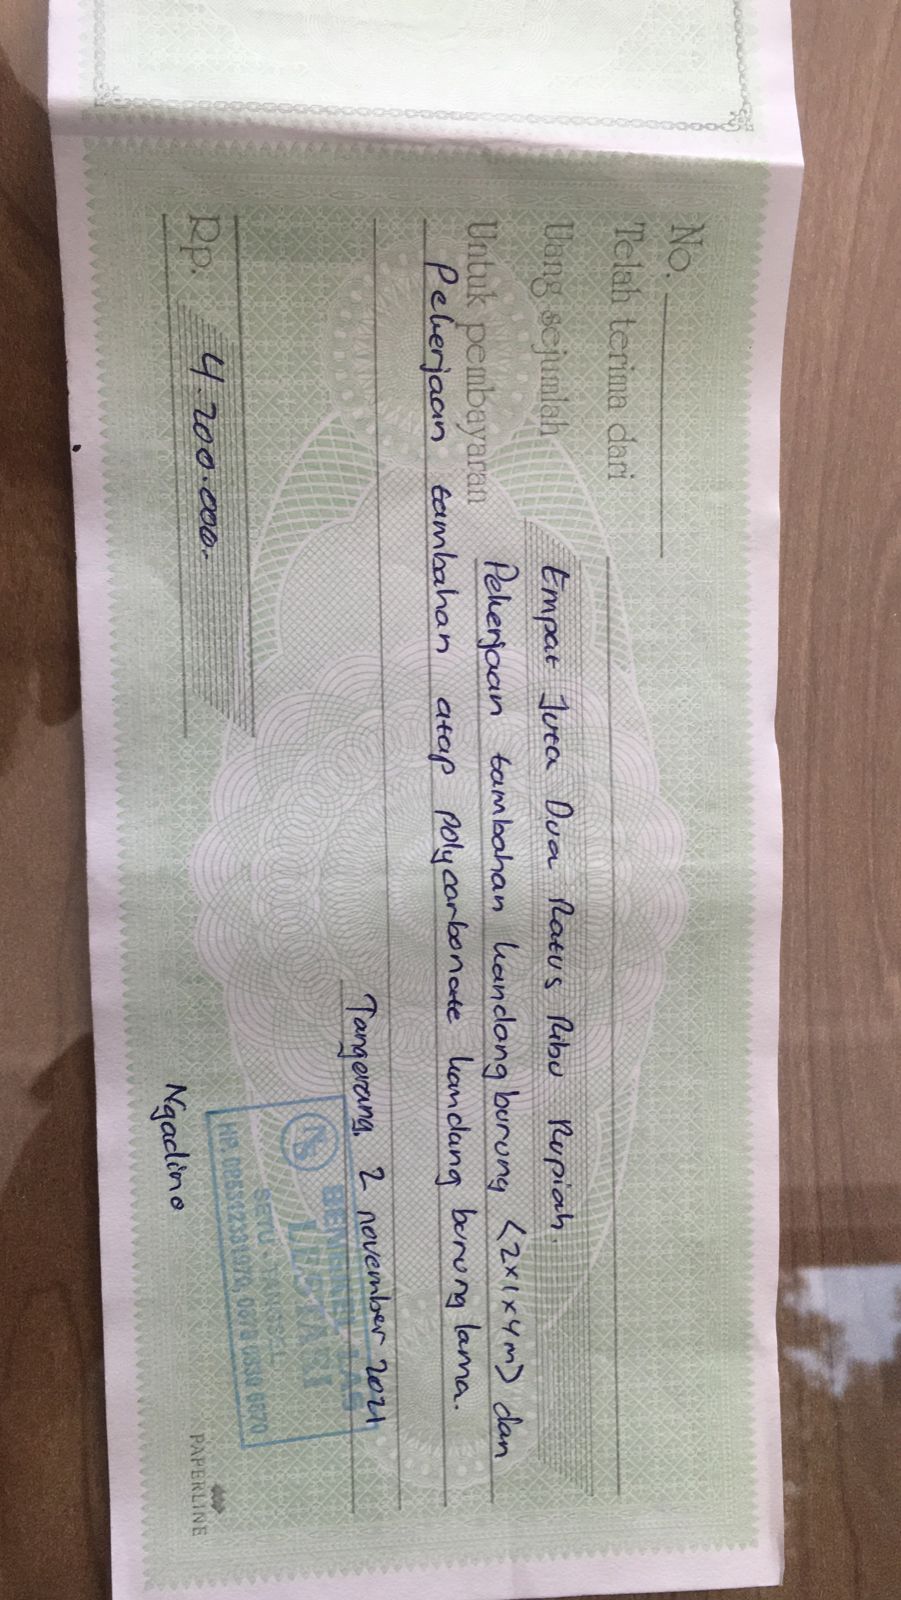 No.
Telah terima dari
Uang sejumlah Empat Juta Dua Ratus Ribu Rupiah.
Untuk pembayaran Pekerjaan tambahan kandang burung (2x1x4m) dan
Pekerjaan tambahan atap polycarbonate kandang burung lama.
Tangerang, 2 november 2021
Rp. 4.200.000.
BENGKEL LAS
LESTARI
SETU - TANGSEL
Ngadino
PAPERLINE